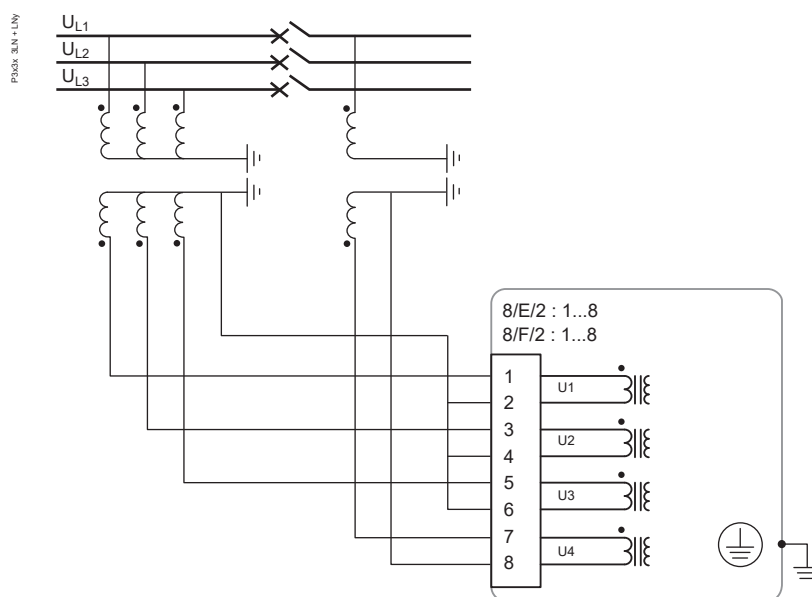 P3x3x 3LN + LNy
UL1
UL2
UL3
8/E/2 : 1...8
8/F/2 : 1...8
1
U1
2
3
U2
4
5
U3
6
7
U4
8